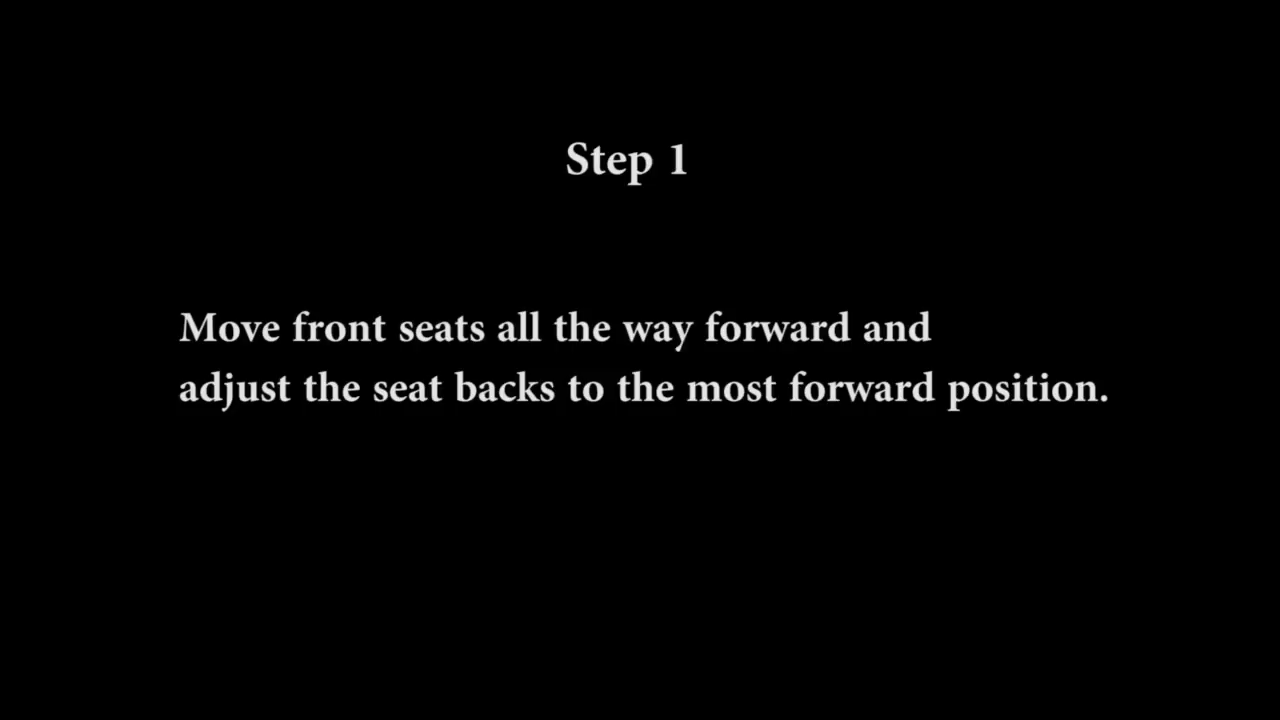 Step 1
Move front seats all the way forward and
adjust the seat backs to the most forward position.